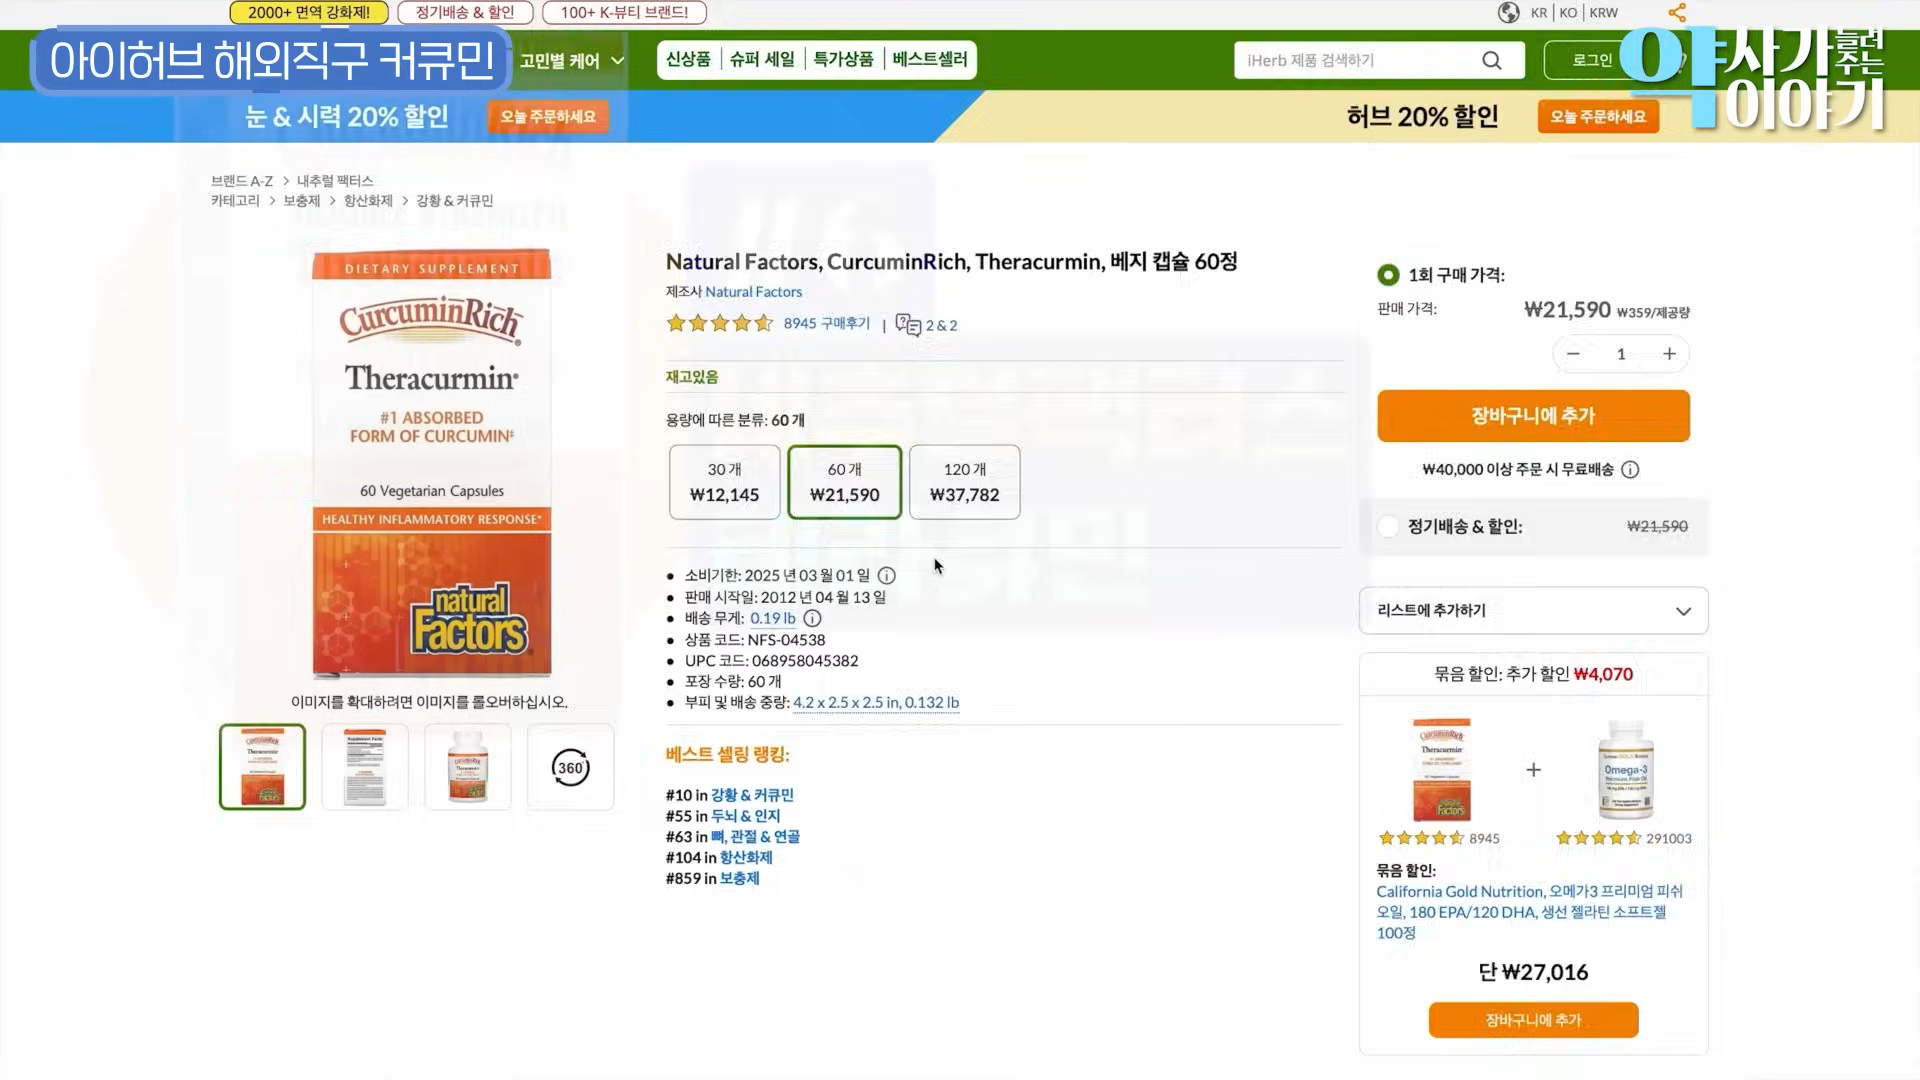 2000+ 면역 강화제!
정기배송 & 할인
100+ K-뷰티 브랜드!
KR | KO | KRW
아이허브 해외직구 커큐민
고민별 케어
신상품
슈퍼 세일
특가상품
베스트셀러
iHerb 제품 검색하기
로그인
약사가 들려주는 이야기
눈 & 시력 20% 할인
오늘 주문하세요
허브 20% 할인
오늘 주문하세요
브랜드 A-Z > 내추럴 팩터스
카테고리 > 보충제 > 항산화제 > 강황 & 커큐민
DIETARY SUPPLEMENT
CurcuminRich®
Theracurmin®
#1 ABSORBED
FORM OF CURCUMIN‡
60 Vegetarian Capsules
HEALTHY INFLAMMATORY RESPONSE*
natural
Factors
이미지를 확대하려면 이미지를 롤오버하십시오.
360
Natural Factors, CurcuminRich, Theracurmin, 베지 캡슐 60정
제조사 Natural Factors
8945 구매후기 | 2 & 2
재고있음
용량에 따른 분류: 60 개
30 개
₩12,145
60 개
₩21,590
120 개
₩37,782
소비기한: 2025 년 03 월 01 일
판매 시작일: 2012 년 04 월 13 일
배송 무게: 0.19 lb
상품 코드: NFS-04538
UPC 코드: 068958045382
포장 수량: 60 개
부피 및 배송 중량: 4.2 x 2.5 x 2.5 in, 0.132 lb
베스트 셀링 랭킹:
#10 in 강황 & 커큐민
#55 in 두뇌 & 인지
#63 in 뼈, 관절 & 연골
#104 in 항산화제
#859 in 보충제
1회 구매 가격:
판매 가격: ₩21,590 ₩359/제공량
− 1 +
장바구니에 추가
₩40,000 이상 주문 시 무료배송
정기배송 & 할인: ₩21,590
리스트에 추가하기
묶음 할인: 추가 할인 ₩4,070
CurcuminRich
Theracurmin
natural
Factors
+
Omega-3
8945
291003
묶음 할인:
California Gold Nutrition, 오메가3 프리미엄 피쉬
오일, 180 EPA/120 DHA, 생선 젤라틴 소프트젤
100정
단 ₩27,016
장바구니에 추가